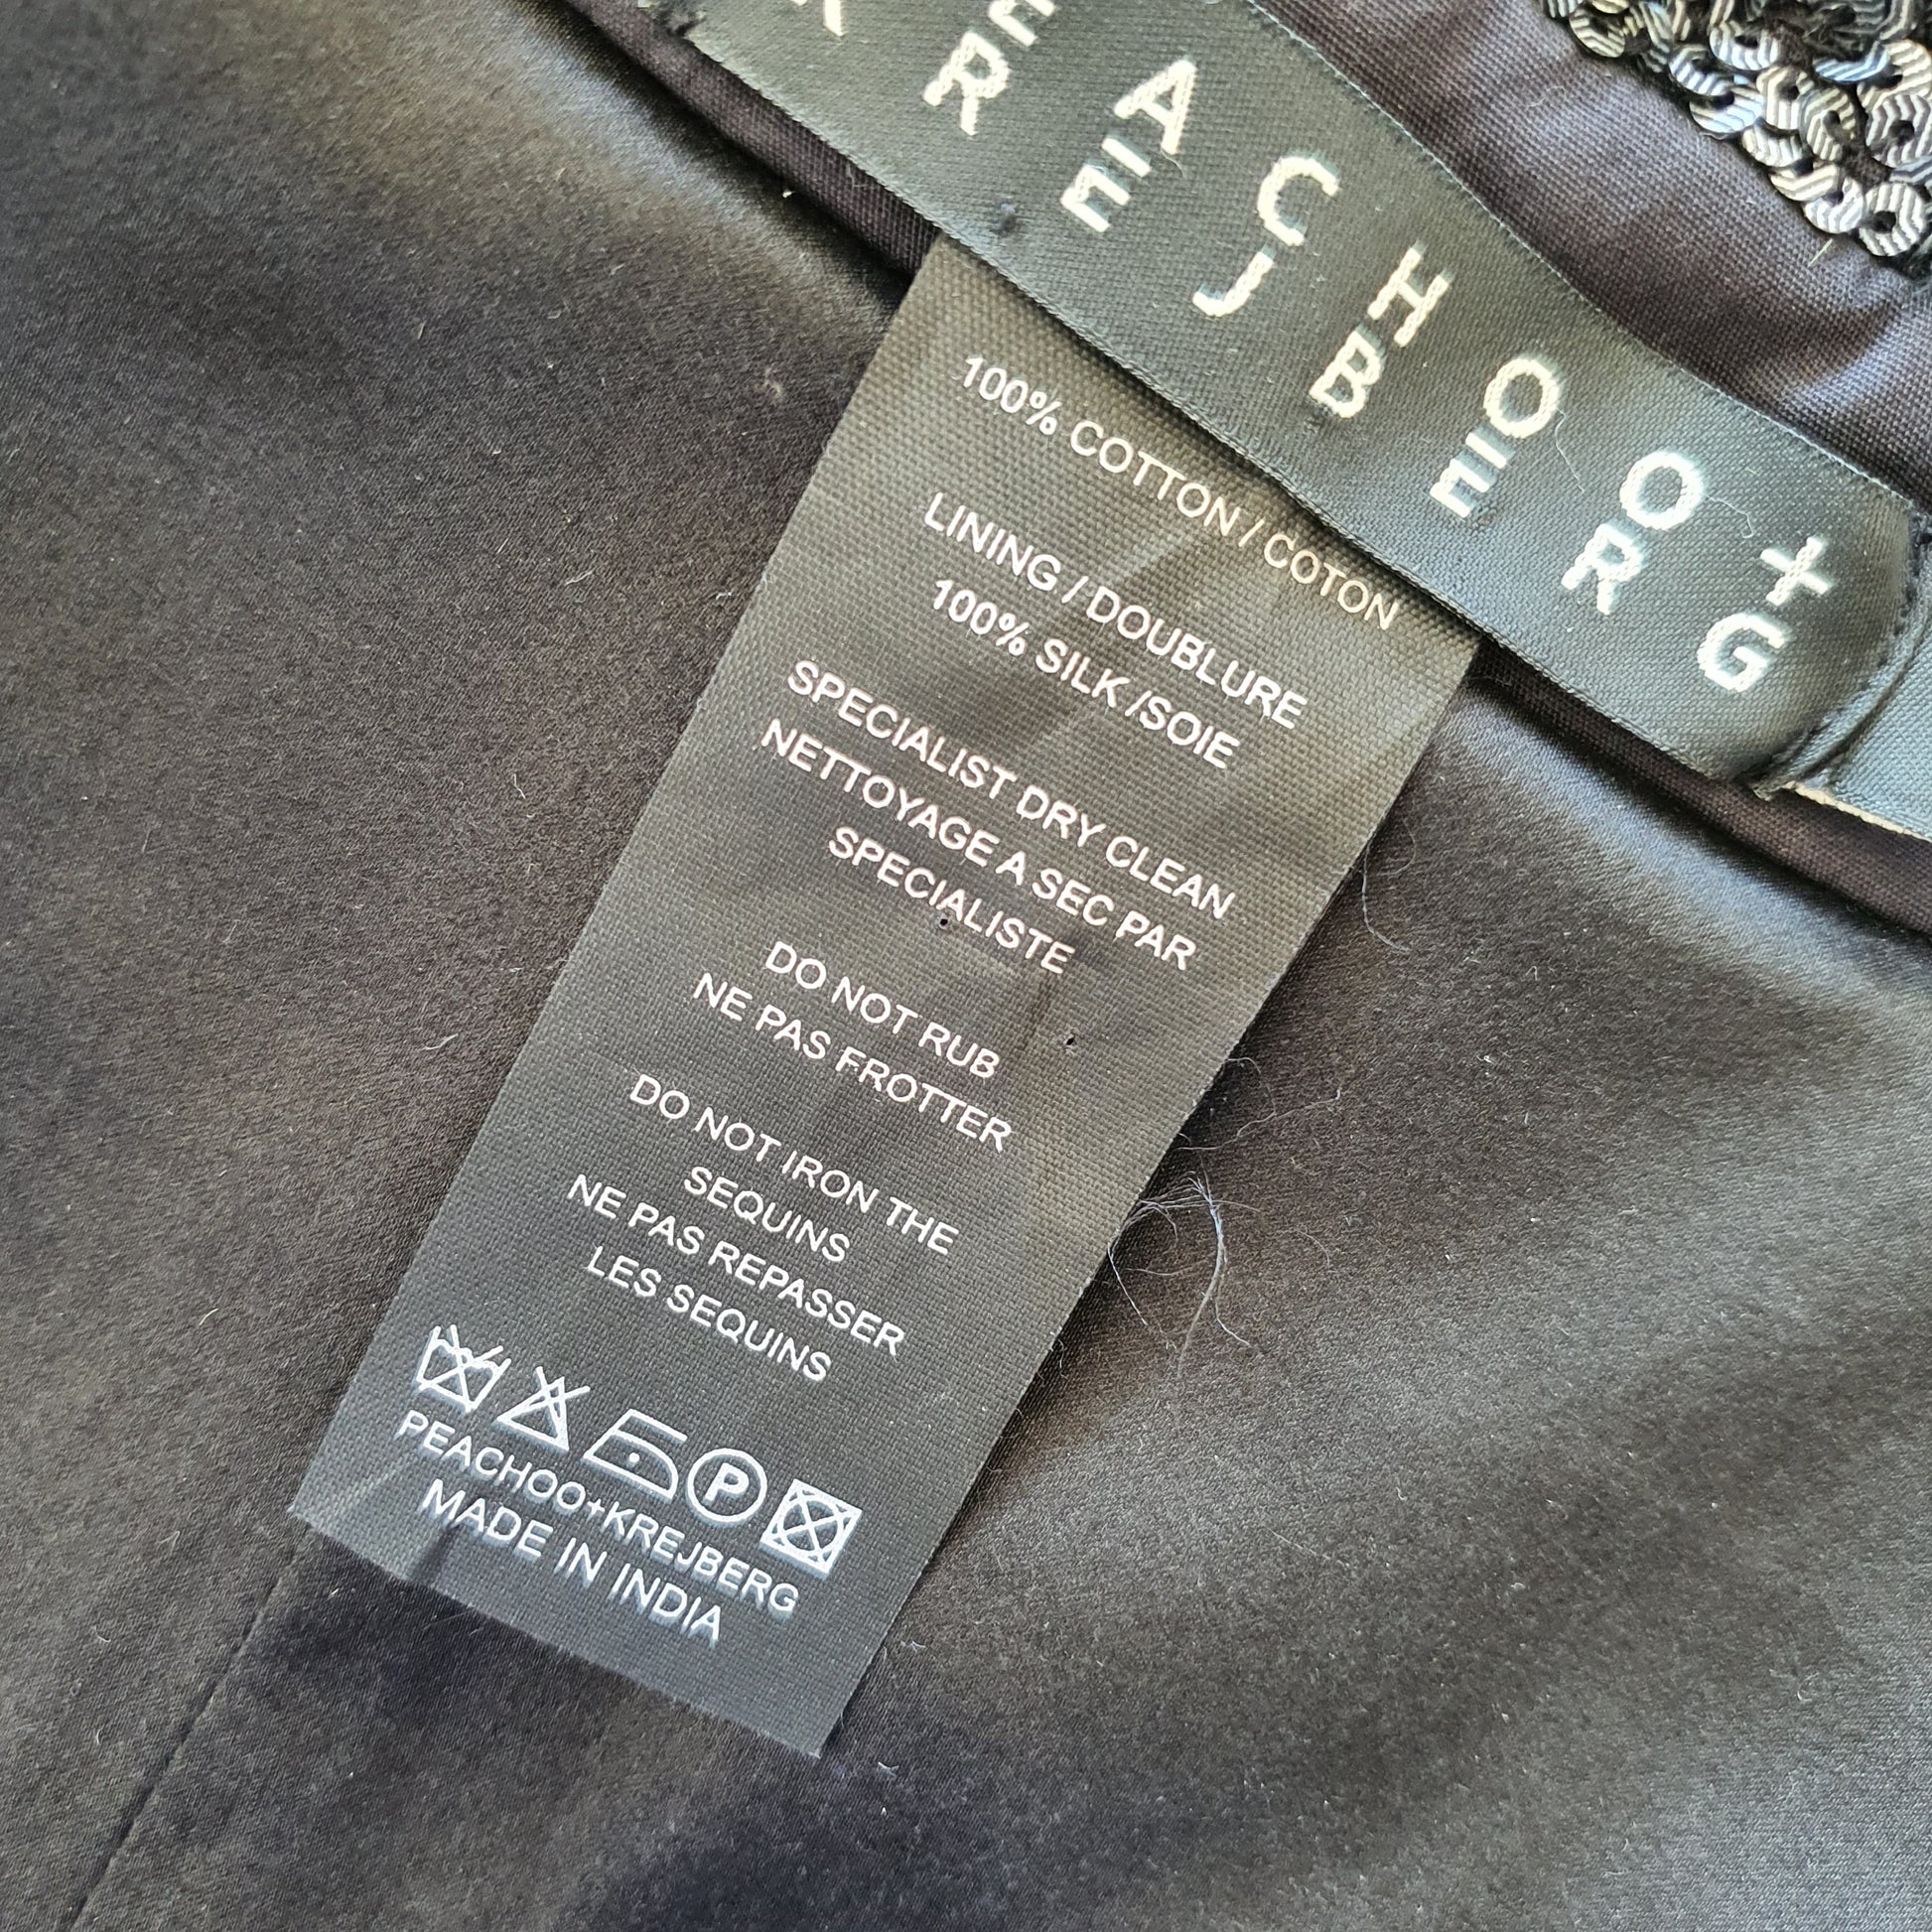 EACHOO+
KREJBERG
100% COTTON / COTON
LINING / DOUBLURE
100% SILK /SOIE
SPECIALIST DRY CLEAN
NETTOYAGE A SEC PAR
SPECIALISTE
DO NOT RUB
NE PAS FROTTER
DO NOT IRON THE
SEQUINS
NE PAS REPASSER
LES SEQUINS
P
PEACHOO+KREJBERG
MADE IN INDIA